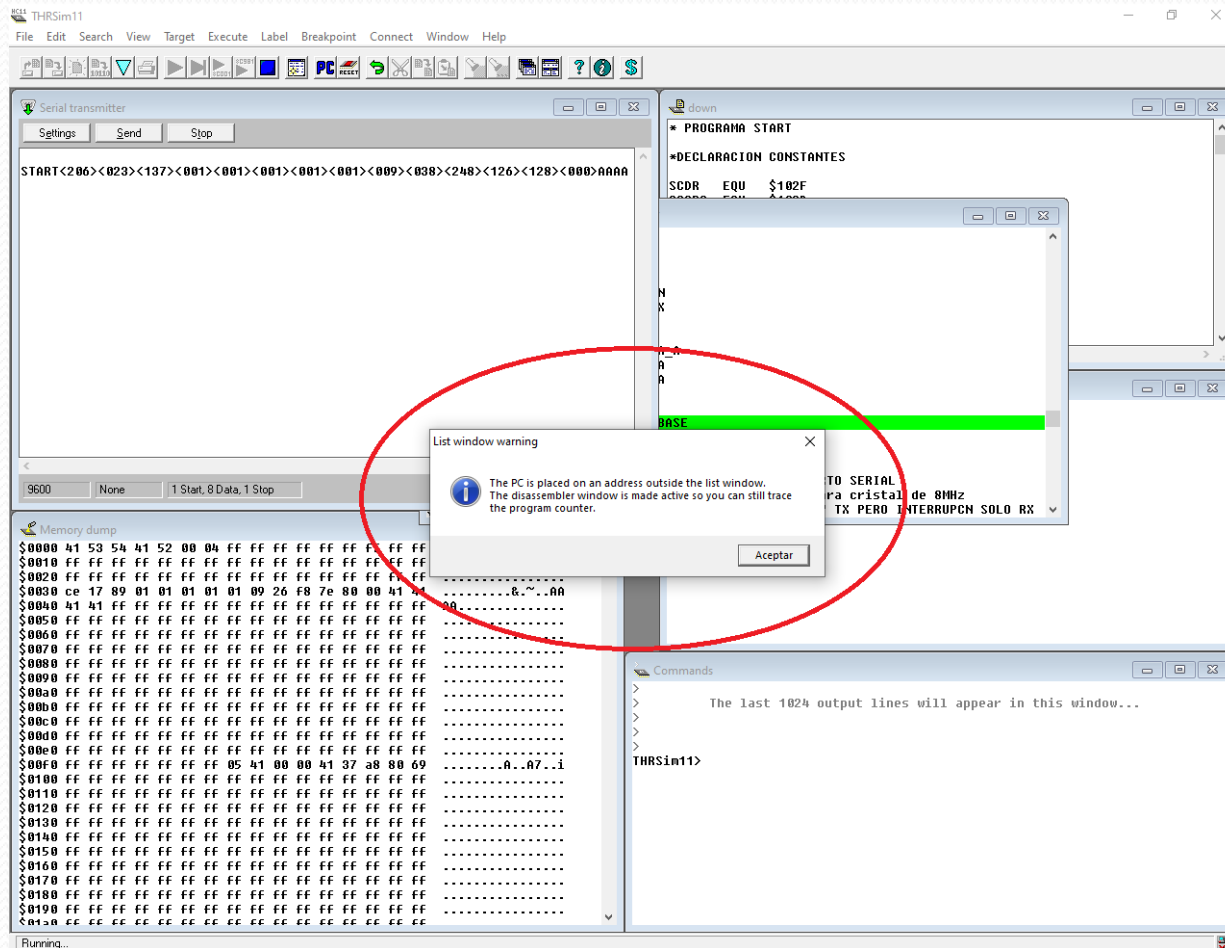 HC11 THRSim11
File Edit Search View Target Execute Label Breakpoint Connect Window Help
PC RESET
Serial transmitter
Settings Send Stop
START<206><023><137><001><001><001><001><001><009><038><248><126><128><000>AAAA
9600 None 1 Start, 8 Data, 1 Stop
down
* PROGRAMA START
*DECLARACION CONSTANTES
SCDR EQU $102F
N
X
A
A
BASE
TO SERIAL
ra cristal de 8MHz
TX PERO INTERRUPCN SOLO RX
List window warning
The PC is placed on an address outside the list window.
The disassembler window is made active so you can still trace
the program counter.
Aceptar
Memory dump
$0000 41 53 54 41 52 00 04 ff ff ff ff ff ff ff ff ff
$0010 ff ff ff ff ff ff ff ff ff ff ff ff ff ff ff ff
$0020 ff ff ff ff ff ff ff ff ff ff ff ff ff ff ff ff ................
$0030 ce 17 89 01 01 01 01 01 09 26 f8 7e 80 00 41 41 .........&.~..AA
$0040 41 41 ff ff ff ff ff ff ff ff ff ff ff ff ff ff AA..............
$0050 ff ff ff ff ff ff ff ff ff ff ff ff ff ff ff ff ................
$0060 ff ff ff ff ff ff ff ff ff ff ff ff ff ff ff ff ................
$0070 ff ff ff ff ff ff ff ff ff ff ff ff ff ff ff ff ................
$0080 ff ff ff ff ff ff ff ff ff ff ff ff ff ff ff ff ................
$0090 ff ff ff ff ff ff ff ff ff ff ff ff ff ff ff ff ................
$00a0 ff ff ff ff ff ff ff ff ff ff ff ff ff ff ff ff ................
$00b0 ff ff ff ff ff ff ff ff ff ff ff ff ff ff ff ff ................
$00c0 ff ff ff ff ff ff ff ff ff ff ff ff ff ff ff ff ................
$00d0 ff ff ff ff ff ff ff ff ff ff ff ff ff ff ff ff ................
$00e0 ff ff ff ff ff ff ff ff ff ff ff ff ff ff ff ff ................
$00f0 ff ff ff ff ff ff ff 05 41 00 00 41 37 a8 80 69 ........A..A7..i
$0100 ff ff ff ff ff ff ff ff ff ff ff ff ff ff ff ff ................
$0110 ff ff ff ff ff ff ff ff ff ff ff ff ff ff ff ff ................
$0120 ff ff ff ff ff ff ff ff ff ff ff ff ff ff ff ff ................
$0130 ff ff ff ff ff ff ff ff ff ff ff ff ff ff ff ff ................
$0140 ff ff ff ff ff ff ff ff ff ff ff ff ff ff ff ff ................
$0150 ff ff ff ff ff ff ff ff ff ff ff ff ff ff ff ff ................
$0160 ff ff ff ff ff ff ff ff ff ff ff ff ff ff ff ff ................
$0170 ff ff ff ff ff ff ff ff ff ff ff ff ff ff ff ff ................
$0180 ff ff ff ff ff ff ff ff ff ff ff ff ff ff ff ff ................
$0190 ff ff ff ff ff ff ff ff ff ff ff ff ff ff ff ff ................
Commands
>
> The last 1024 output lines will appear in this window...
>
>
>
THRSim11>
Running...